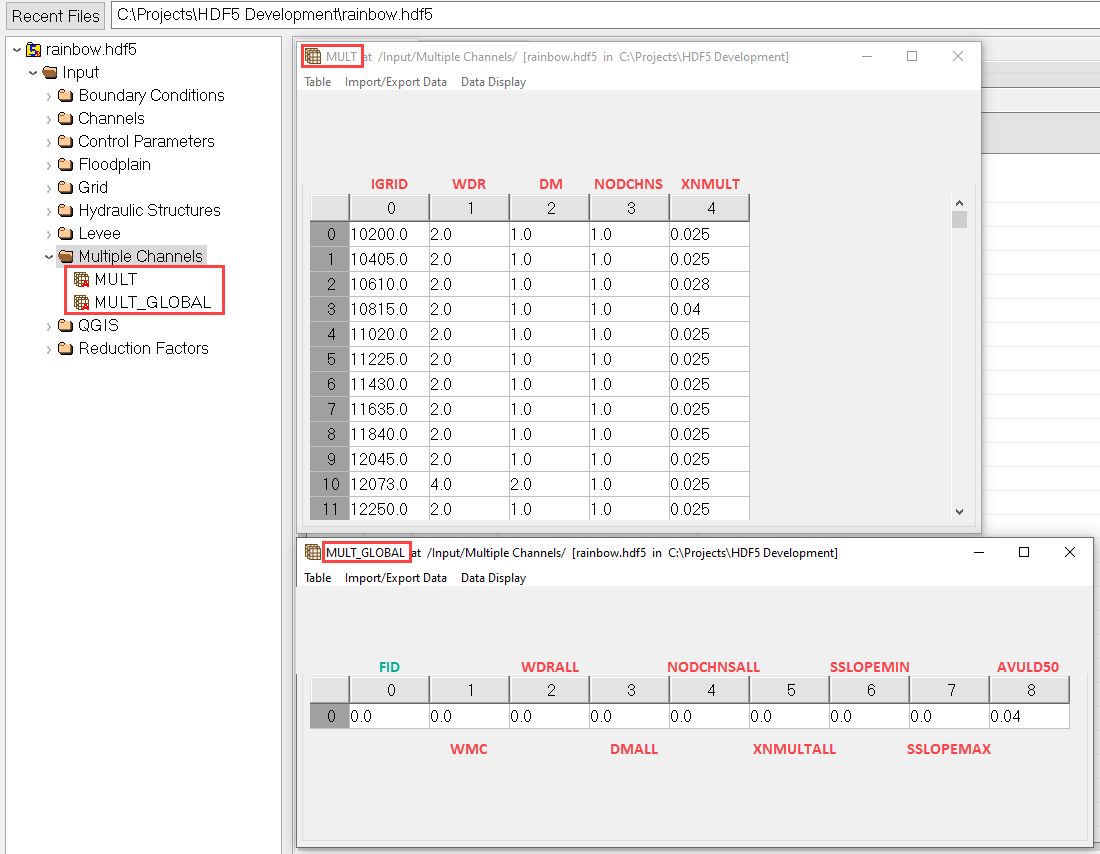 Recent Files C:\Projects\HDF5 Development\rainbow.hdf5
rainbow.hdf5
Input
Boundary Conditions
Channels
Control Parameters
Floodplain
Grid
Hydraulic Structures
Levee
Multiple Channels
MULT
MULT_GLOBAL
QGIS
Reduction Factors
MULT at /Input/Multiple Channels/ [rainbow.hdf5 in C:\Projects\HDF5 Development]
Table Import/Export Data Data Display
IGRID WDR DM NODCHNS XNMULT
0 1 2 3 4
0 10200.0 2.0 1.0 1.0 0.025
1 10405.0 2.0 1.0 1.0 0.025
2 10610.0 2.0 1.0 1.0 0.028
3 10815.0 2.0 1.0 1.0 0.04
4 11020.0 2.0 1.0 1.0 0.025
5 11225.0 2.0 1.0 1.0 0.025
6 11430.0 2.0 1.0 1.0 0.025
7 11635.0 2.0 1.0 1.0 0.025
8 11840.0 2.0 1.0 1.0 0.025
9 12045.0 2.0 1.0 1.0 0.025
10 12073.0 4.0 2.0 1.0 0.025
11 12250.0 2.0 1.0 1.0 0.025
MULT_GLOBAL at /Input/Multiple Channels/ [rainbow.hdf5 in C:\Projects\HDF5 Development]
Table Import/Export Data Data Display
FID WDRALL NODCHNSALL SSLOPEMIN AVULD50
0 1 2 3 4 5 6 7 8
0 0.0 0.0 0.0 0.0 0.0 0.0 0.0 0.0 0.04
WMC DMALL XNMULTALL SSLOPEMAX